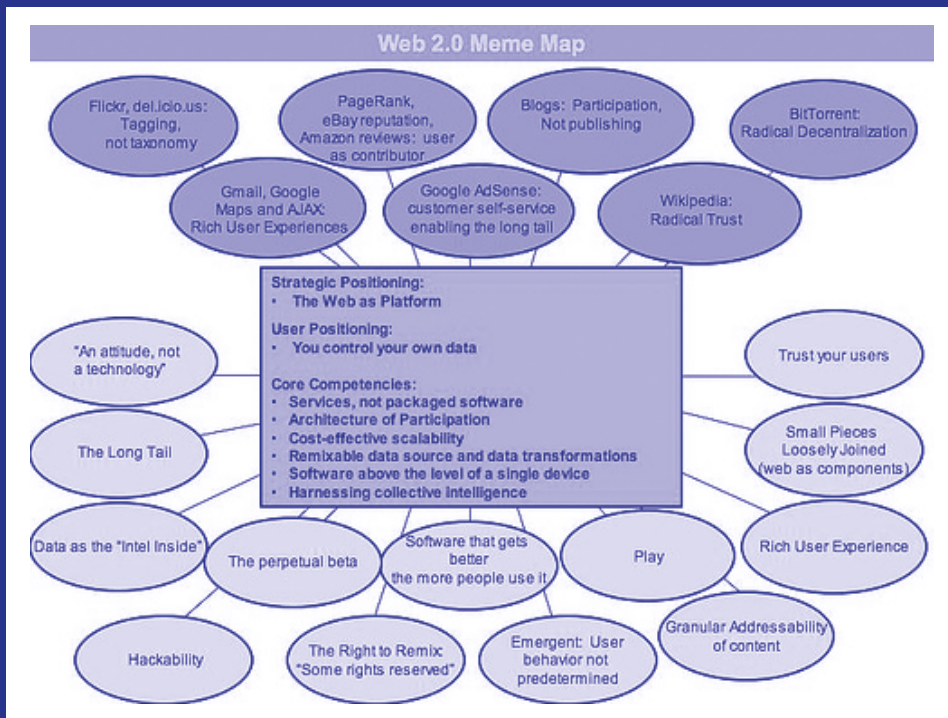 Web 2.0 Meme Map
Flickr, del.icio.us:
Tagging,
not taxonomy
PageRank,
eBay reputation,
Amazon reviews: user
as contributor
Blogs: Participation,
Not publishing
BitTorrent:
Radical Decentralization
Gmail, Google
Maps and AJAX:
Rich User Experiences
Google AdSense:
customer self-service
enabling the long tail
Wikipedia:
Radical Trust
Strategic Positioning:
• The Web as Platform
User Positioning:
• You control your own data
Core Competencies:
• Services, not packaged software
• Architecture of Participation
• Cost-effective scalability
• Remixable data source and data transformations
• Software above the level of a single device
• Harnessing collective intelligence
"An attitude, not
a technology"
Trust your users
The Long Tail
Small Pieces
Loosely Joined
(web as components)
Data as the "Intel Inside"
The perpetual beta
Software that gets
better
the more people use it
Play
Rich User Experience
Hackability
The Right to Remix:
"Some rights reserved"
Emergent: User
behavior not
predetermined
Granular Addressability
of content